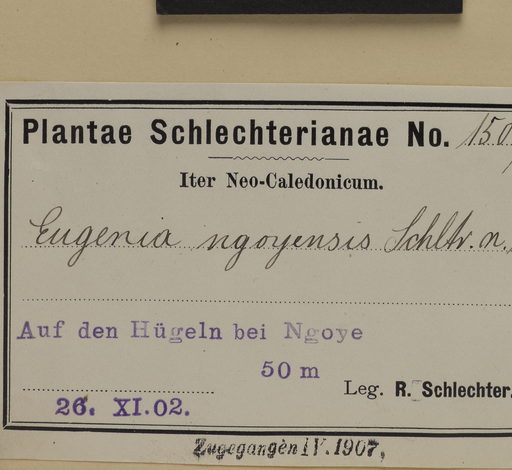 Plantae Schlechterianae No. 150
Iter Neo-Caledonicum.
Eugenia ngoyensis Schltr. n.
Auf den Hügeln bei Ngoye
50 m
Leg. R. Schlechter.
26. XI.02.
Zugegangen IV. 1907,